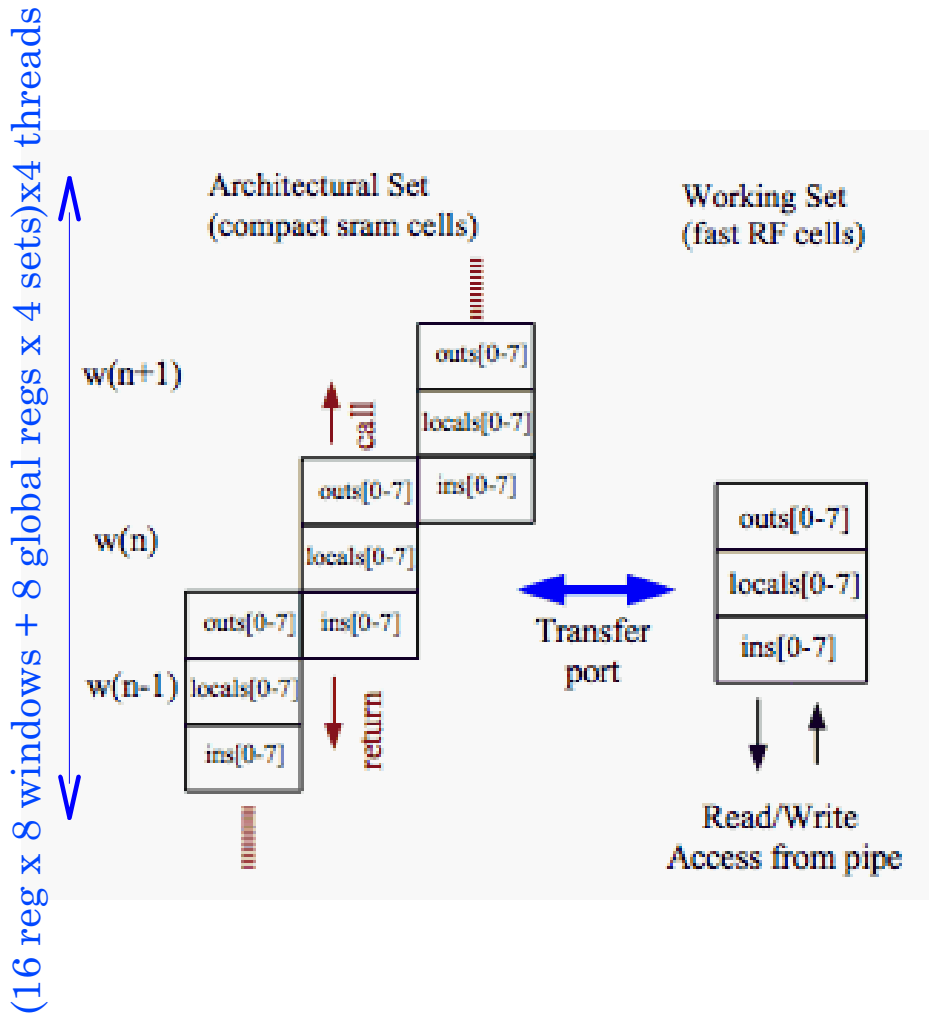 (16 reg x 8 windows + 8 global regs x 4 sets)x4 threads
Architectural Set
(compact sram cells)
Working Set
(fast RF cells)
w(n+1)
outs[0-7]
locals[0-7]
ins[0-7]
call
w(n)
outs[0-7]
locals[0-7]
ins[0-7]
w(n-1)
outs[0-7]
locals[0-7]
ins[0-7]
return
Transfer
port
outs[0-7]
locals[0-7]
ins[0-7]
Read/Write
Access from pipe